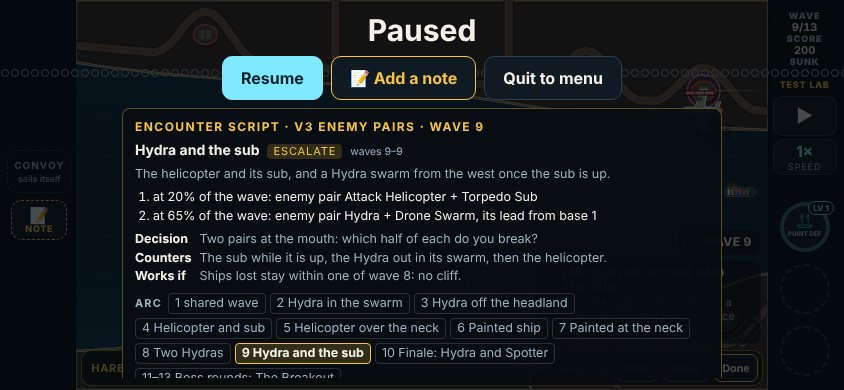 Paused
Resume
📝 Add a note
Quit to menu
WAVE
9/13
SCORE
200
SUNK
TEST LAB
1×
SPEED
LV 1
POINT DEF
CONVOY
sails itself
📝
NOTE
ENCOUNTER SCRIPT · V3 ENEMY PAIRS · WAVE 9
Hydra and the sub ESCALATE waves 9–9
The helicopter and its sub, and a Hydra swarm from the west once the sub is up.
1. at 20% of the wave: enemy pair Attack Helicopter + Torpedo Sub
2. at 65% of the wave: enemy pair Hydra + Drone Swarm, its lead from base 1
Decision Two pairs at the mouth: which half of each do you break?
Counters The sub while it is up, the Hydra out in its swarm, then the helicopter.
Works if Ships lost stay within one of wave 8: no cliff.
ARC 1 shared wave 2 Hydra in the swarm 3 Hydra off the headland
4 Helicopter and sub 5 Helicopter over the neck 6 Painted ship 7 Painted at the neck
8 Two Hydras 9 Hydra and the sub 10 Finale: Hydra and Spotter
11–13 Boss rounds: The Breakout
WAVE 9
ENCOUNTER: HYDRA AND
THE SUB
HARB
Done